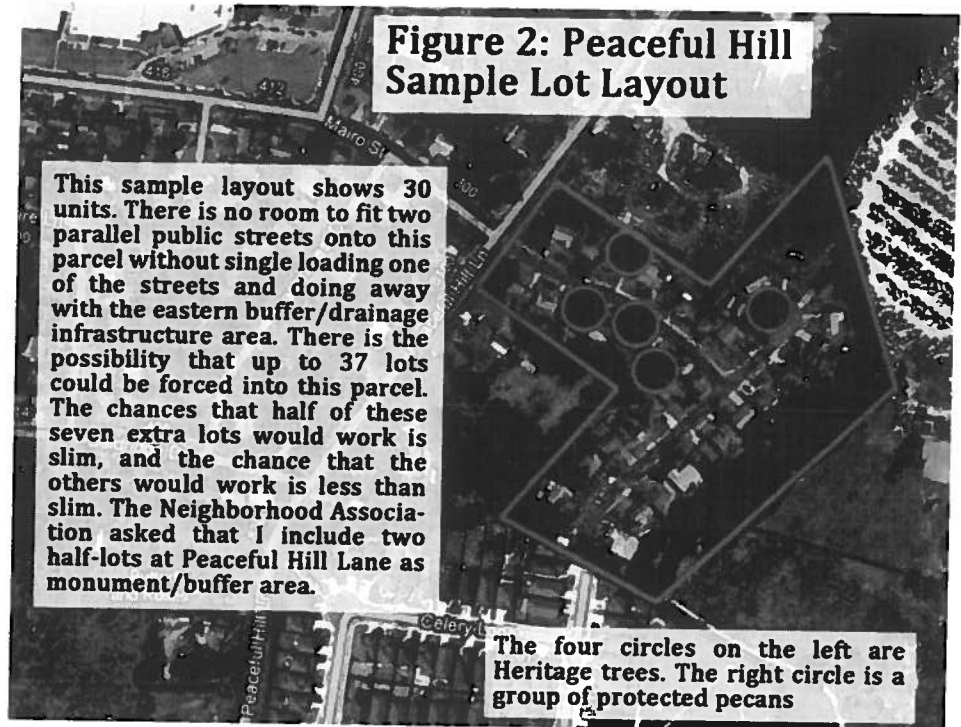 Figure 2: Peaceful Hill
Sample Lot Layout
418
412
Mairo St
300
This sample layout shows 30
units. There is no room to fit two
parallel public streets onto this
parcel without single loading one
of the streets and doing away
with the eastern buffer/drainage
infrastructure area. There is the
possibility that up to 37 lots
could be forced into this parcel.
The chances that half of these
seven extra lots would work is
slim, and the chance that the
others would work is less than
slim. The Neighborhood Associa-
tion asked that I include two
half-lots at Peaceful Hill Lane as
monument/buffer area.
Hill Ln
Celery
Peaceful Hill
The four circles on the left are
Heritage trees. The right circle is a
group of protected pecans